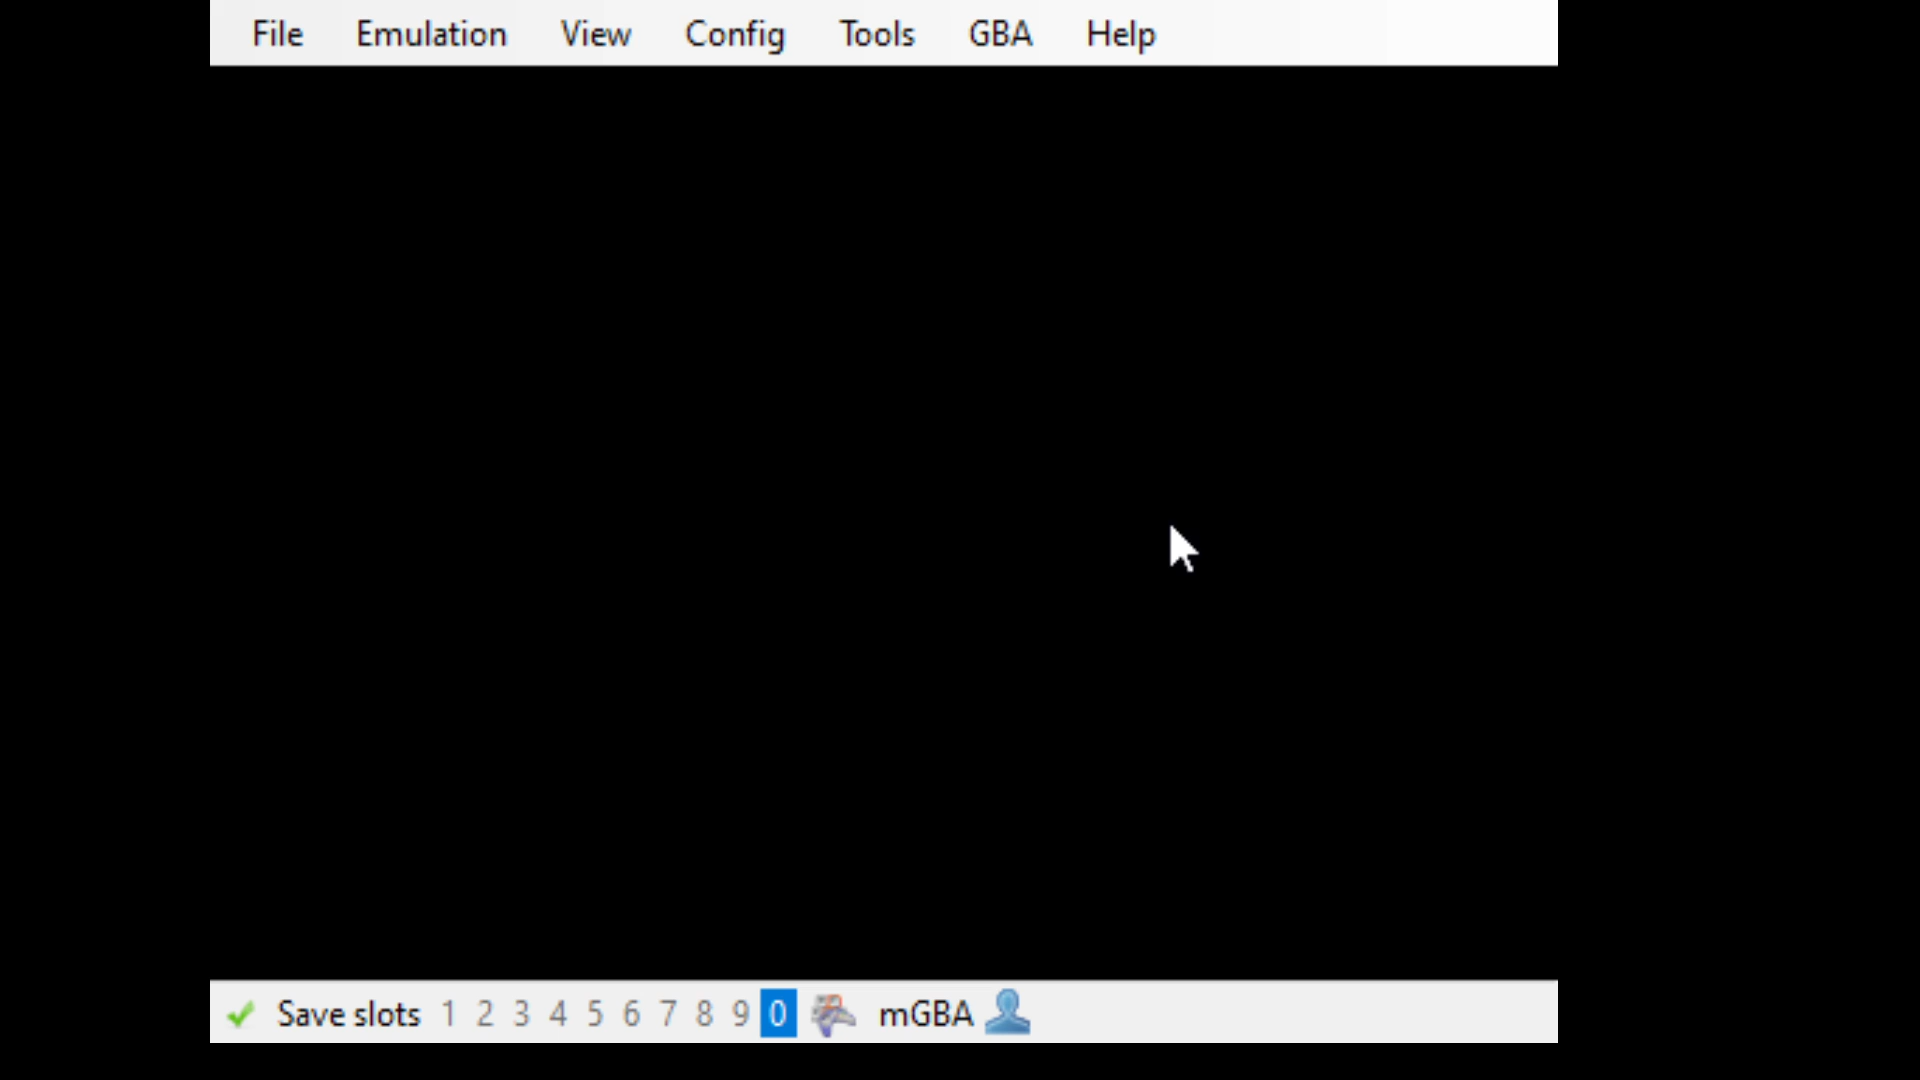 File Emulation View Config Tools GBA Help
Save slots 1 2 3 4 5 6 7 8 9 0 mGBA